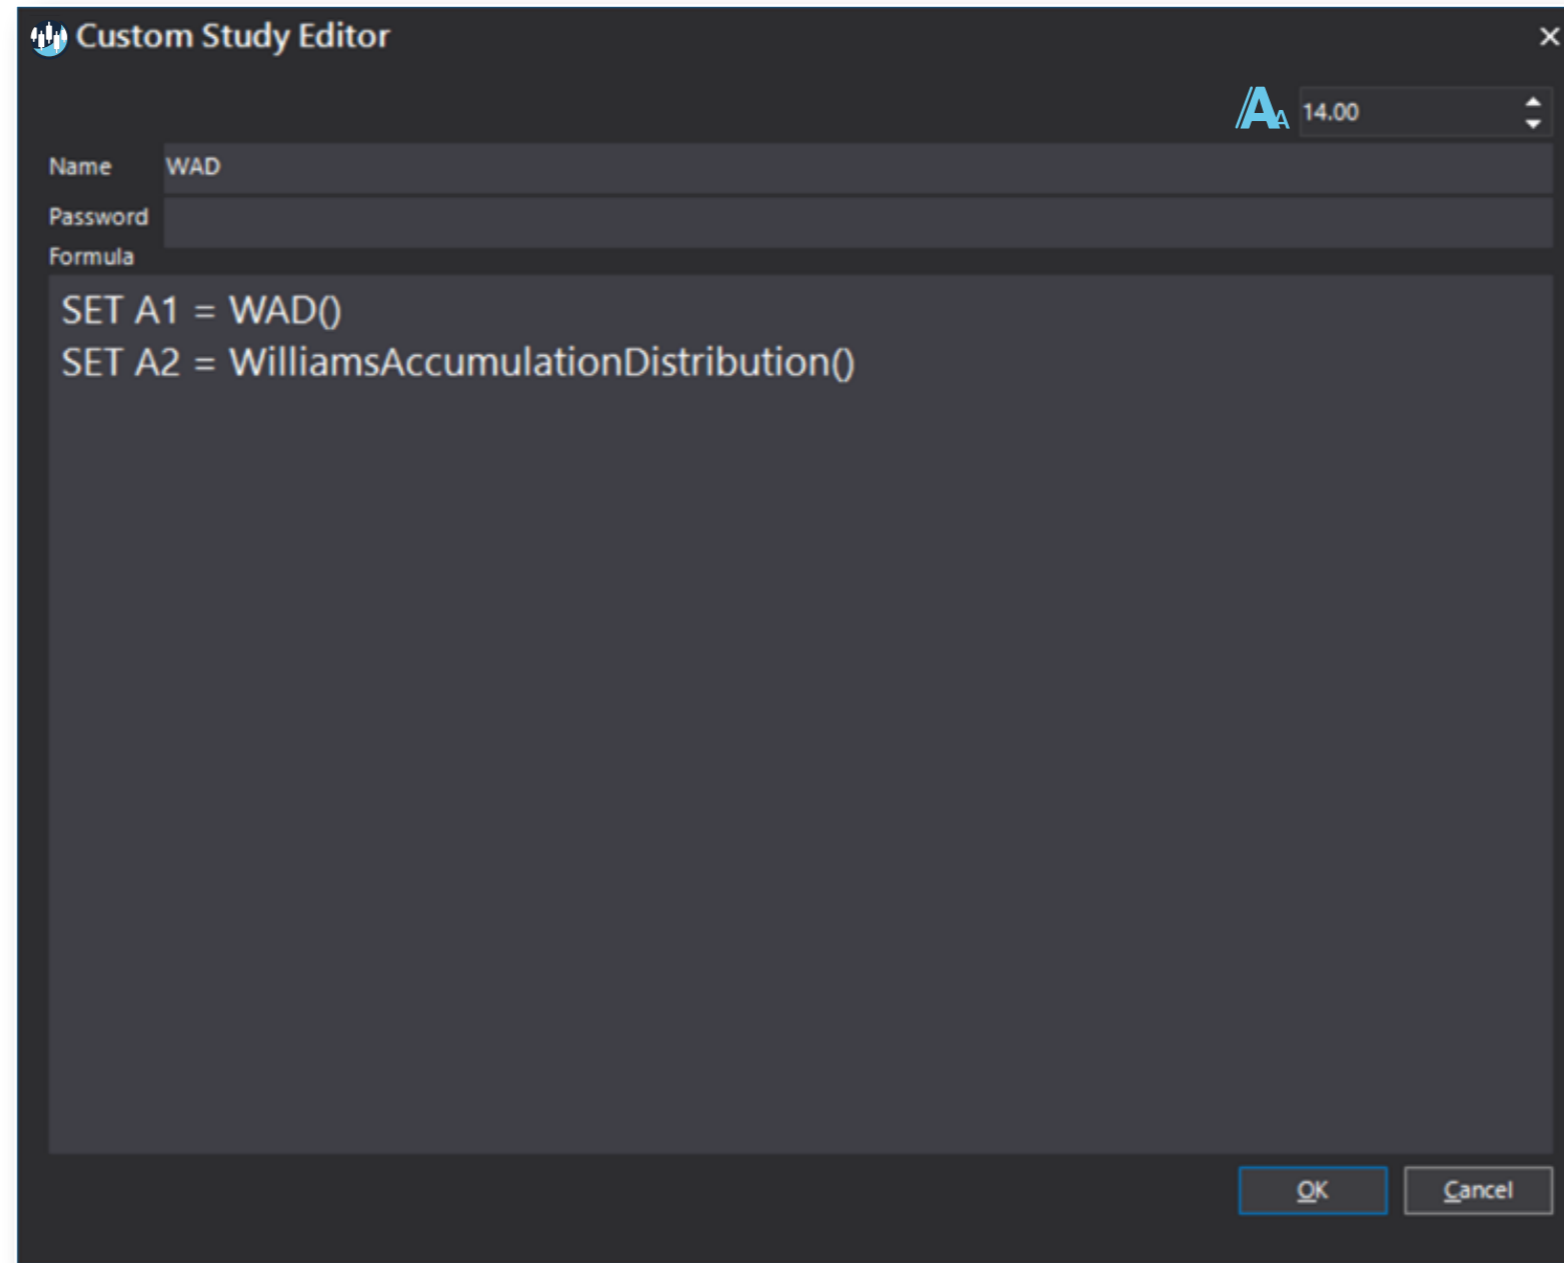 Custom Study Editor
14.00
Name WAD
Password
Formula
SET A1 = WAD()
SET A2 = WilliamsAccumulationDistribution()
OK Cancel